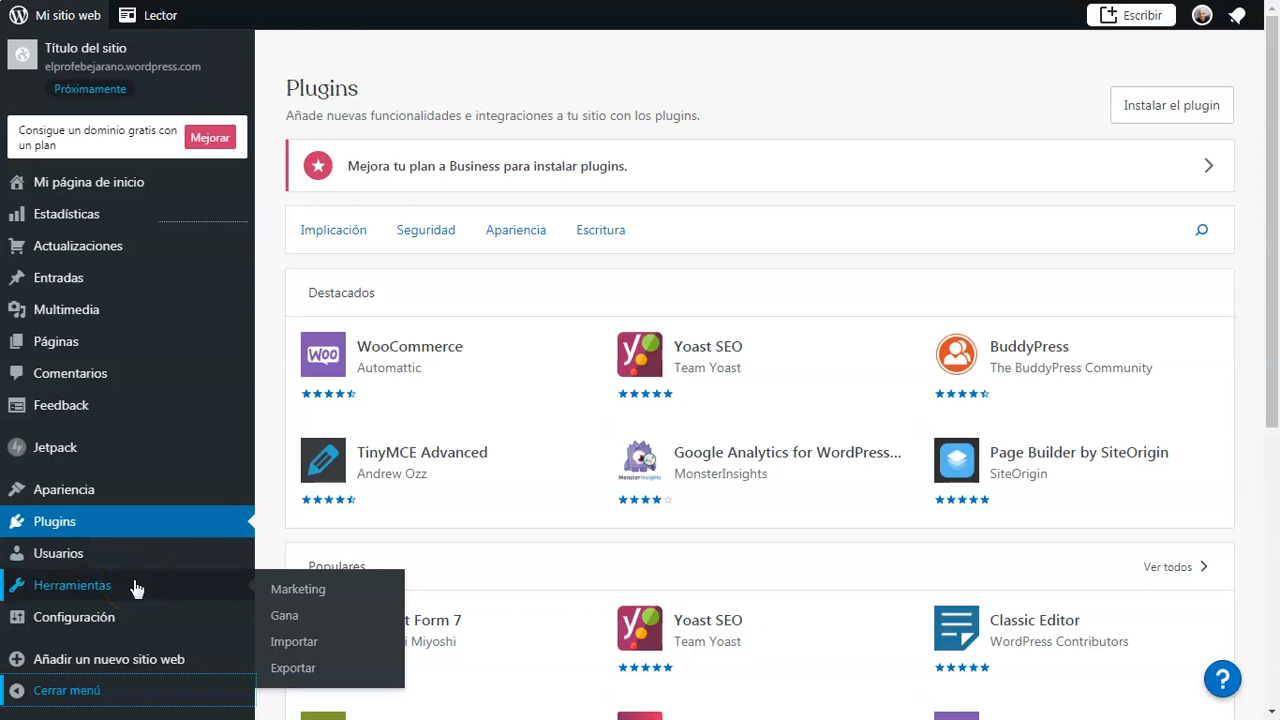 Mi sitio web
Lector
Escribir
Título del sitio
elprofebejarano.wordpress.com
Próximamente
Consigue un dominio gratis con
un plan
Mejorar
Mi página de inicio
Estadísticas
Actualizaciones
Entradas
Multimedia
Páginas
Comentarios
Feedback
Jetpack
Apariencia
Plugins
Usuarios
Herramientas
Configuración
Añadir un nuevo sitio web
Cerrar menú
Marketing
Gana
Importar
Exportar
Plugins
Añade nuevas funcionalidades e integraciones a tu sitio con los plugins.
Instalar el plugin
Mejora tu plan a Business para instalar plugins.
Implicación
Seguridad
Apariencia
Escritura
Destacados
WOO
WooCommerce
Automattic
Yoast SEO
Team Yoast
BuddyPress
The BuddyPress Community
TinyMCE Advanced
Andrew Ozz
Google Analytics for WordPress...
MonsterInsights
Page Builder by SiteOrigin
SiteOrigin
Populares
Ver todos
t Form 7
i Miyoshi
Yoast SEO
Team Yoast
Classic Editor
WordPress Contributors
?